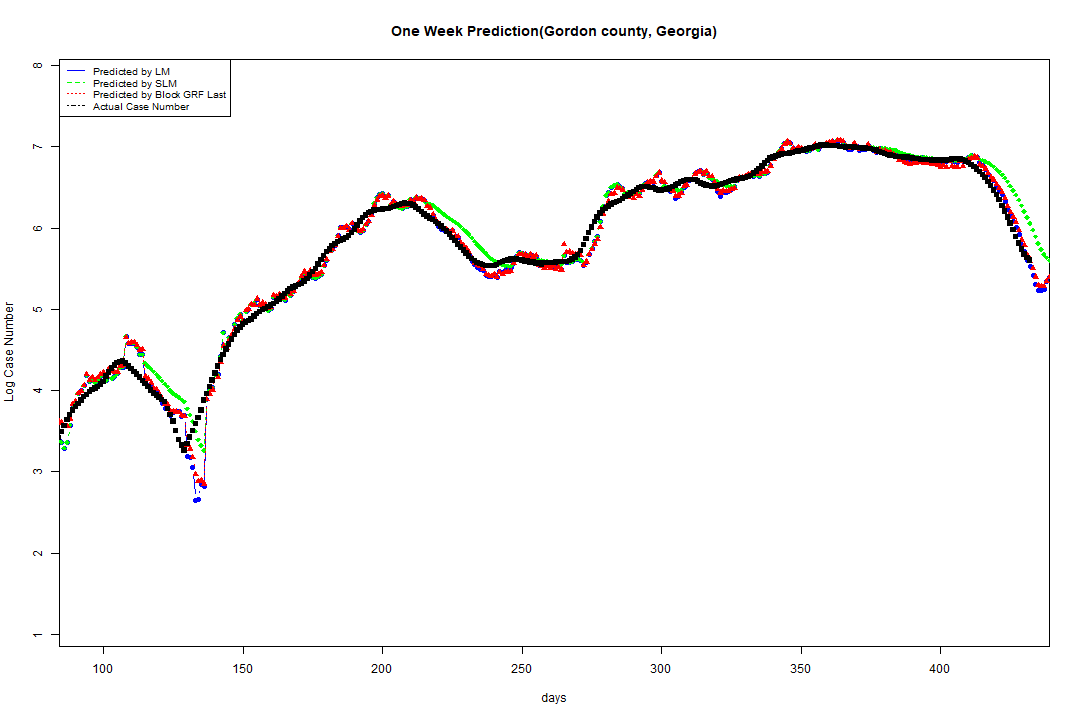 One Week Prediction(Gordon county, Georgia)
Predicted by LM
Predicted by SLM
Predicted by Block GRF Last
Actual Case Number
8
7
6
5
4
3
2
1
Log Case Number
100 150 200 250 300 350 400
days